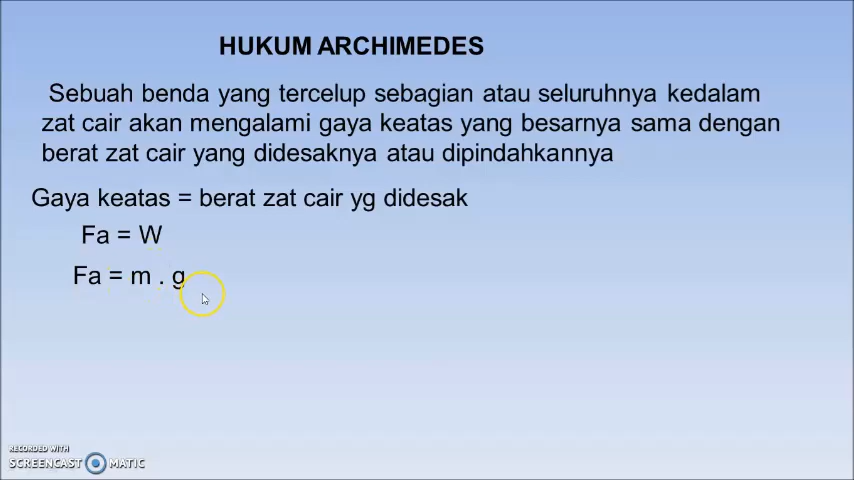 HUKUM ARCHIMEDES
Sebuah benda yang tercelup sebagian atau seluruhnya kedalam
zat cair akan mengalami gaya keatas yang besarnya sama dengan
berat zat cair yang didesaknya atau dipindahkannya
Gaya keatas = berat zat cair yg didesak
Fa = W
Fa = m . g
RECORDED WITH
SCREENCAST MATIC